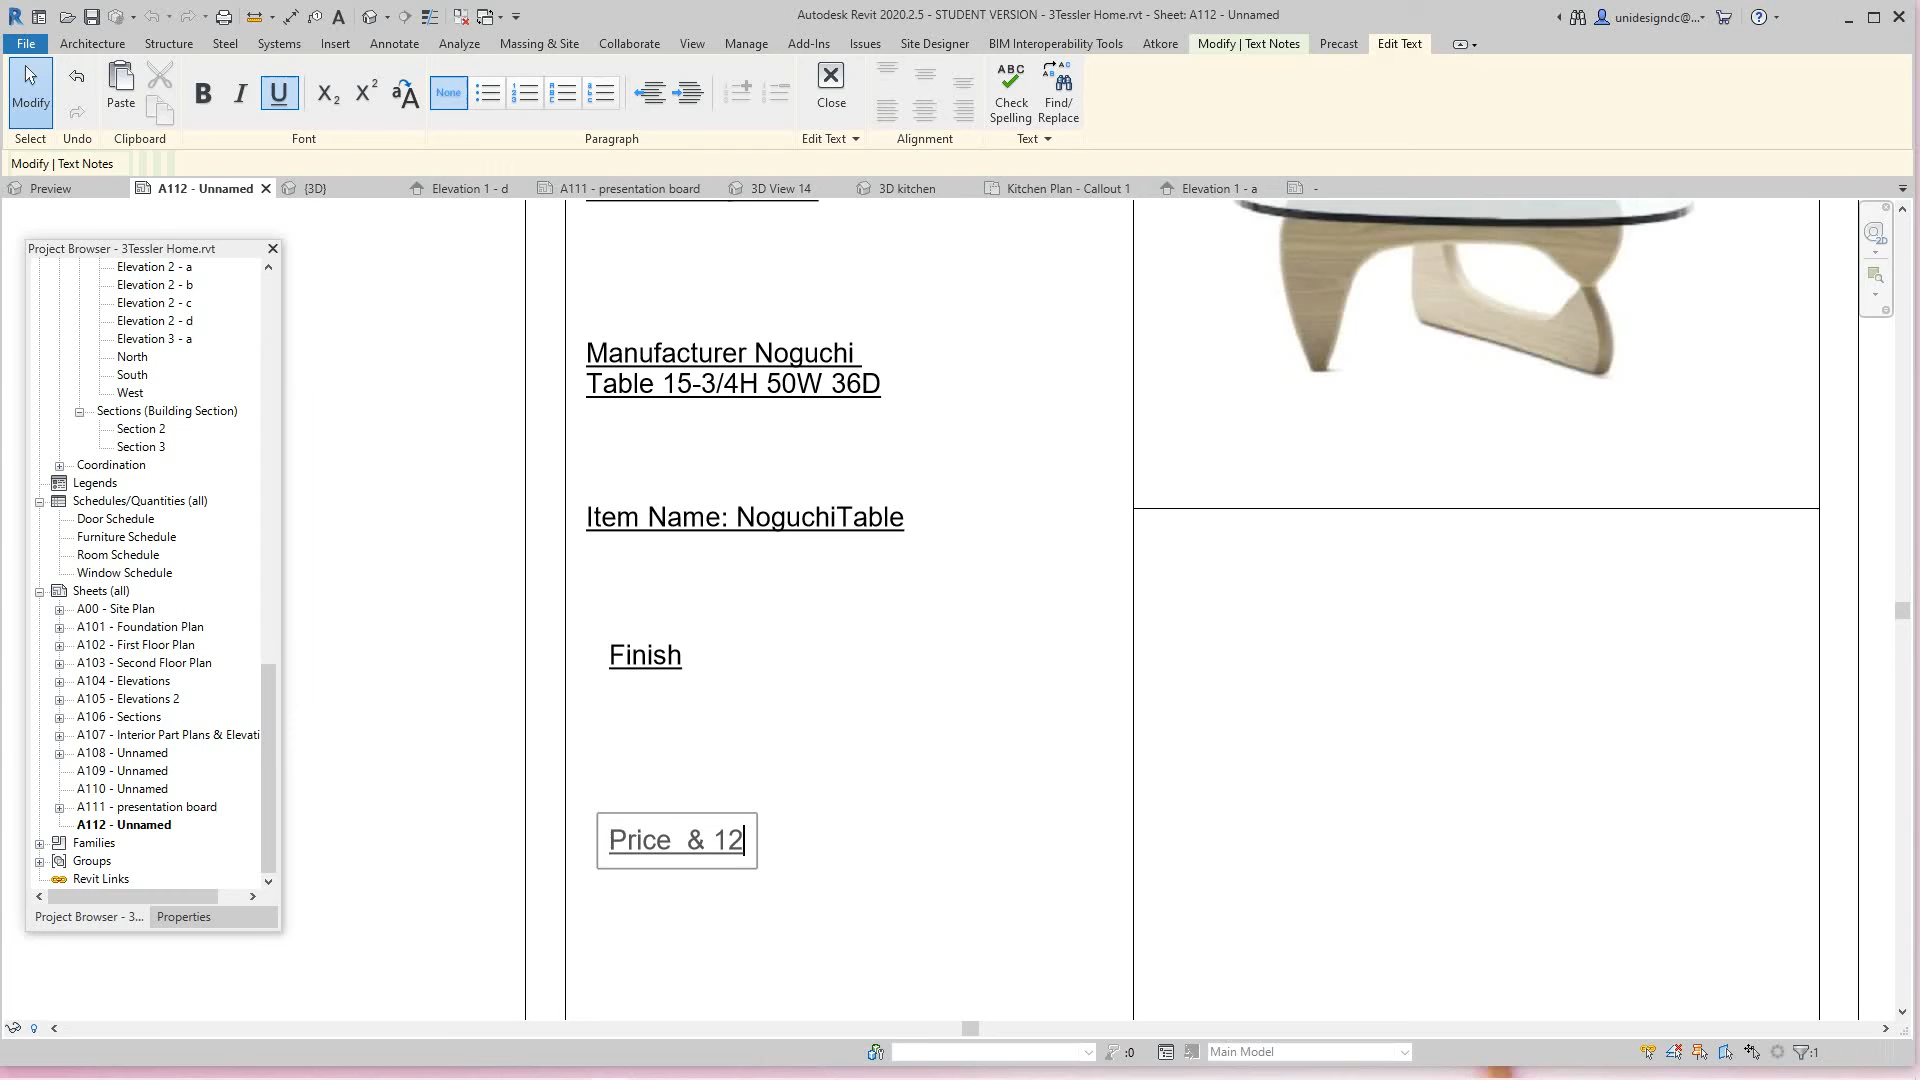 Autodesk Revit 2020.2.5 - STUDENT VERSION - 3Tessler Home.rvt - Sheet: A112 - Unnamed
unidesigndc@...
File Architecture Structure Steel Systems Insert Annotate Analyze Massing & Site Collaborate View Manage Add-Ins Issues Site Designer BIM Interoperability Tools Atkore Modify | Text Notes Precast Edit Text
Modify
Paste
None
Close
ABC
Check
Spelling
Find/
Replace
Select Undo Clipboard Font Paragraph Edit Text Alignment Text
Modify | Text Notes
Preview A112 - Unnamed {3D} Elevation 1 - d A111 - presentation board 3D View 14 3D kitchen Kitchen Plan - Callout 1 Elevation 1 - a -
Project Browser - 3Tessler Home.rvt
Elevation 2 - a
Elevation 2 - b
Elevation 2 - c
Elevation 2 - d
Elevation 3 - a
North
South
West
Sections (Building Section)
Section 2
Section 3
Coordination
Legends
Schedules/Quantities (all)
Door Schedule
Furniture Schedule
Room Schedule
Window Schedule
Sheets (all)
A00 - Site Plan
A101 - Foundation Plan
A102 - First Floor Plan
A103 - Second Floor Plan
A104 - Elevations
A105 - Elevations 2
A106 - Sections
A107 - Interior Part Plans & Elevati
A108 - Unnamed
A109 - Unnamed
A110 - Unnamed
A111 - presentation board
A112 - Unnamed
Families
Groups
Revit Links
Project Browser - 3... Properties
Manufacturer Noguchi
Table 15-3/4H 50W 36D
Item Name: NoguchiTable
Finish
Price  & 12
:0 Main Model :1